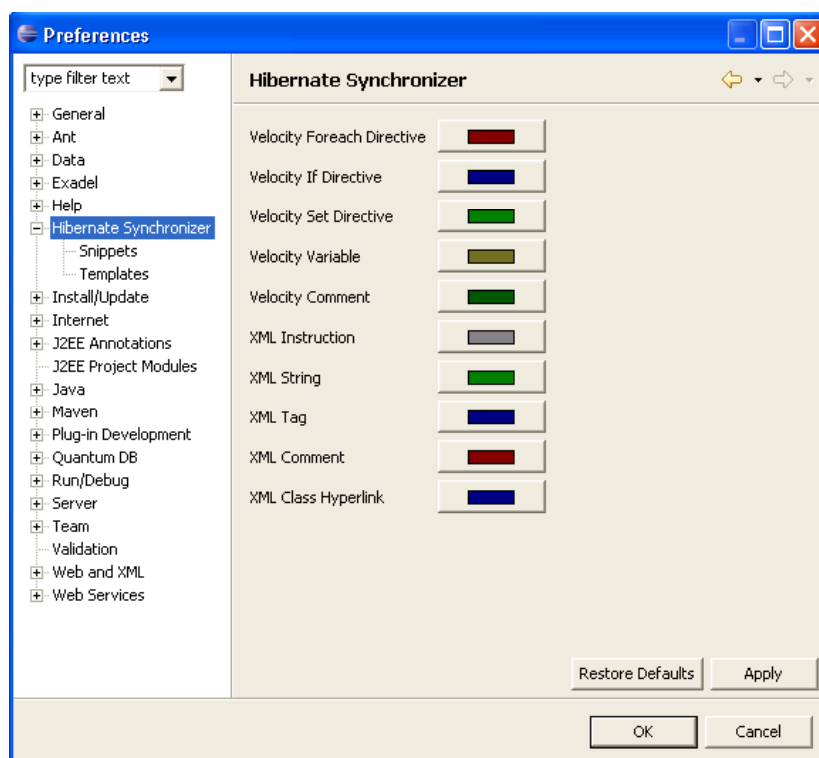 Preferences
type filter text
General
Ant
Data
Exadel
Help
Hibernate Synchronizer
Snippets
Templates
Install/Update
Internet
J2EE Annotations
J2EE Project Modules
Java
Maven
Plug-in Development
Quantum DB
Run/Debug
Server
Team
Validation
Web and XML
Web Services
Hibernate Synchronizer
Velocity Foreach Directive
Velocity If Directive
Velocity Set Directive
Velocity Variable
Velocity Comment
XML Instruction
XML String
XML Tag
XML Comment
XML Class Hyperlink
Restore Defaults Apply
OK Cancel